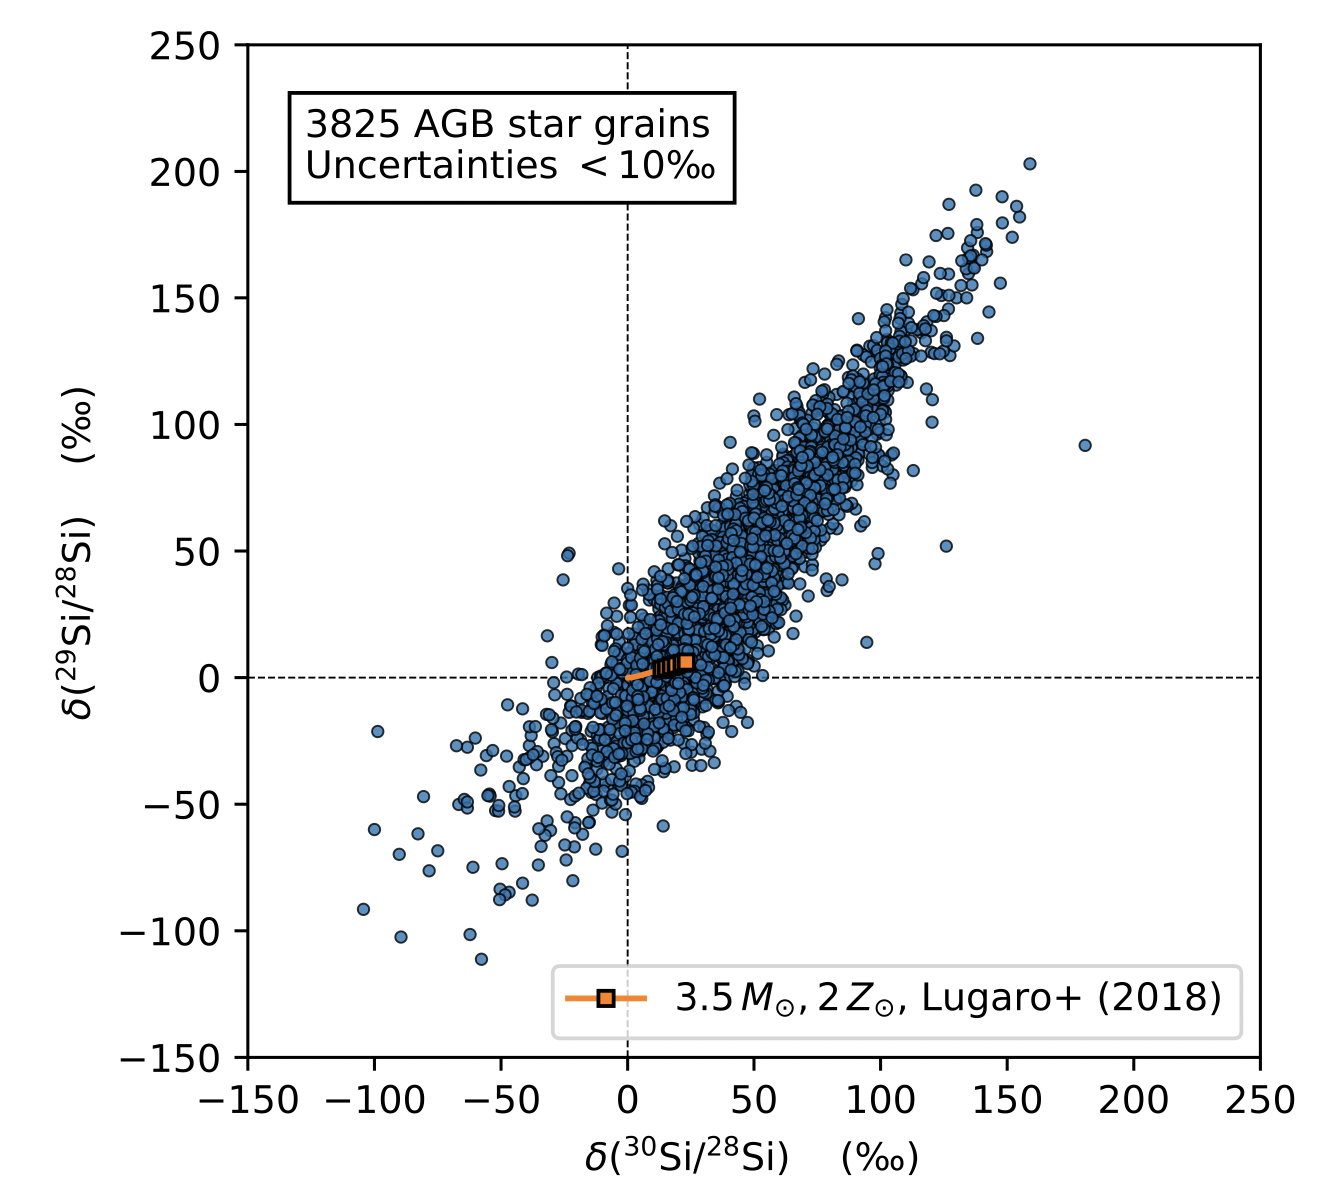 250
200
150
100
50
0
−50
−100
−150
−150 −100 −50 0 50 100 150 200 250
δ(²⁹Si/²⁸Si) (‰)
δ(³⁰Si/²⁸Si) (‰)
3825 AGB star grains
Uncertainties < 10‰
3.5 M☉, 2 Z☉, Lugaro+ (2018)